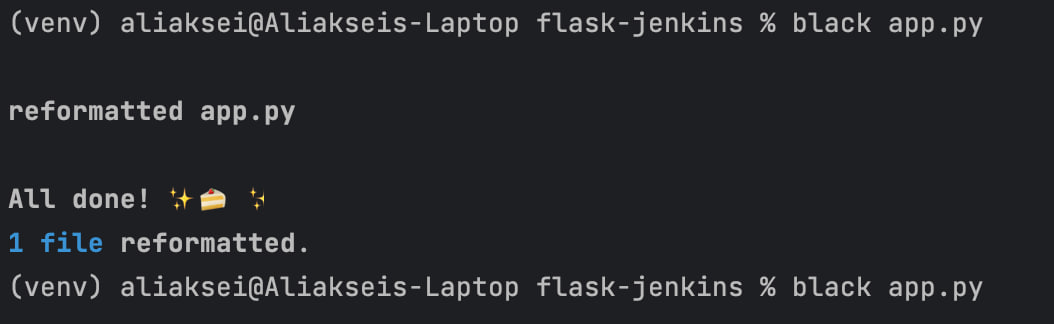 (venv) aliaksei@Aliakseis-Laptop flask-jenkins % black app.py
reformatted app.py
All done! ✨🍰 ✨
1 file reformatted.
(venv) aliaksei@Aliakseis-Laptop flask-jenkins % black app.py